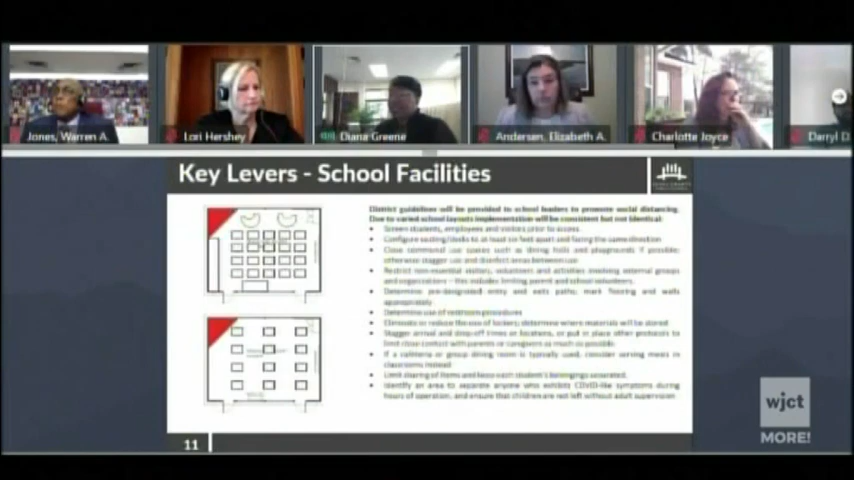 Jones, Warren A.
Lori Hershey
Diana Greene
Andersen, Elizabeth A.
Charlotte Joyce
Darryl D
Key Levers - School Facilities
District guidelines will be provided to school leaders to promote social distancing.
Due to varied school layouts implementation will be consistent but not identical:
• Screen students, employees and visitors prior to access
• Configure seating/desks to at least six feet apart and facing the same direction
• Close communal use spaces such as dining halls and playgrounds if possible;
otherwise stagger use and disinfect areas between use
• Restrict non-essential visitors, volunteers and activities involving external groups
and organizations – this includes limiting parent and school volunteers.
• Determine pre-designated entry and exits paths; mark flooring and walls
appropriately
• Determine use of restroom procedures
• Eliminate or reduce the use of lockers; determine where materials will be stored
• Stagger arrival and drop-off times or locations, or put in place other protocols to
limit close contact with parents or caregivers as much as possible
• If a cafeteria or group dining room is typically used, consider serving meals in
classrooms instead
• Limit sharing of items and keep each student's belongings separated.
• Identify an area to separate anyone who exhibits COVID-like symptoms during
hours of operation, and ensure that children are not left without adult supervision
11
wjct
MORE!